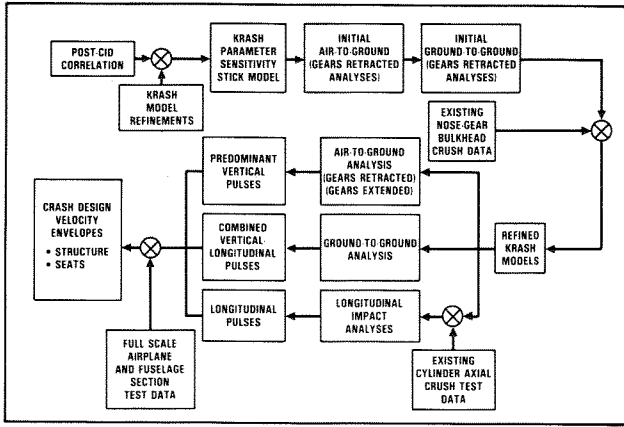 POST-CID
CORRELATION
KRASH
MODEL
REFINEMENTS
KRASH
PARAMETER
SENSITIVITY
STICK MODEL
INITIAL
AIR-TO-GROUND
(GEARS RETRACTED
ANALYSES)
INITIAL
GROUND-TO-GROUND
(GEARS RETRACTED
ANALYSES)
EXISTING
NOSE-GEAR
BULKHEAD
CRUSH DATA
PREDOMINANT
VERTICAL
PULSES
AIR-TO-GROUND
ANALYSIS
(GEARS RETRACTED)
(GEARS EXTENDED)
CRASH DESIGN
VELOCITY
ENVELOPES
• STRUCTURE
• SEATS
COMBINED
VERTICAL-
LONGITUDINAL
PULSES
GROUND-TO-GROUND
ANALYSIS
REFINED
KRASH
MODELS
LONGITUDINAL
PULSES
LONGITUDINAL
IMPACT
ANALYSES
FULL SCALE
AIRPLANE
AND FUSELAGE
SECTION
TEST DATA
EXISTING
CYLINDER AXIAL
CRUSH TEST
DATA